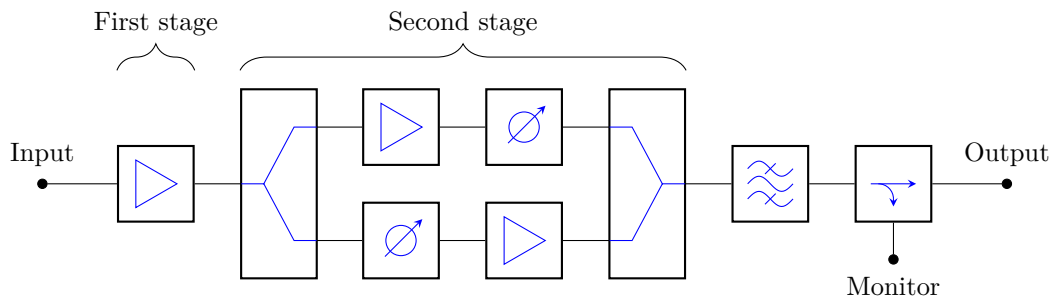 First stage
Second stage
Input
Output
Monitor